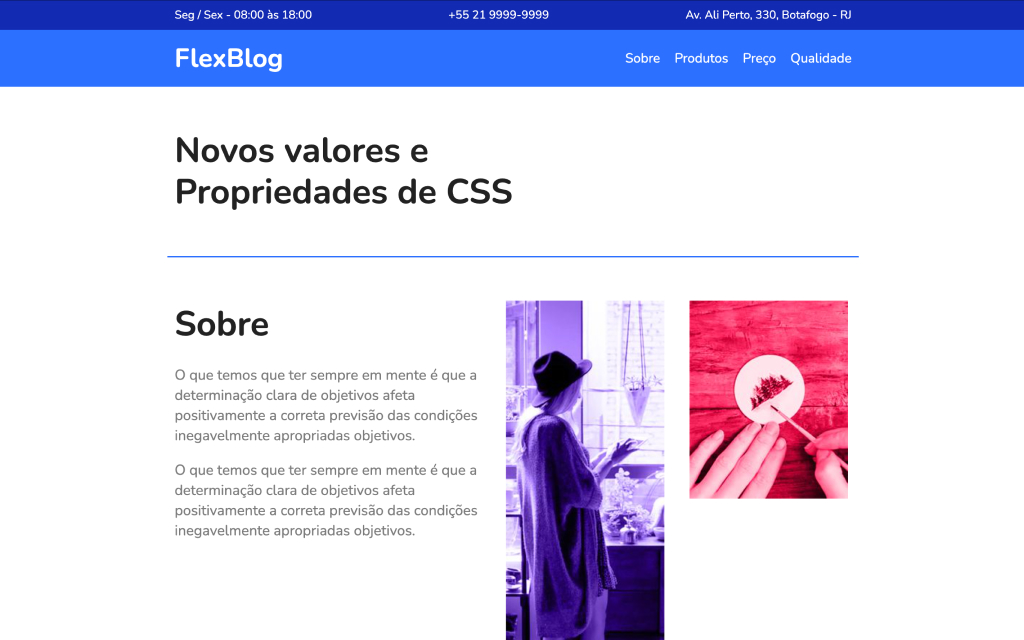 Seg / Sex - 08:00 às 18:00
+55 21 9999-9999
Av. Ali Perto, 330, Botafogo - RJ
FlexBlog
Sobre Produtos Preço Qualidade
Novos valores e
Propriedades de CSS
Sobre
O que temos que ter sempre em mente é que a
determinação clara de objetivos afeta
positivamente a correta previsão das condições
inegavelmente apropriadas objetivos.
O que temos que ter sempre em mente é que a
determinação clara de objetivos afeta
positivamente a correta previsão das condições
inegavelmente apropriadas objetivos.